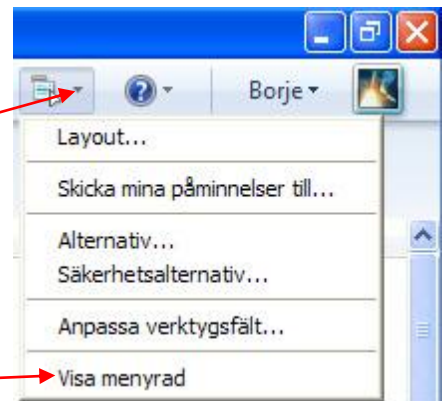 Borje
Layout...
Skicka mina påminnelser till...
Alternativ...
Säkerhetsalternativ...
Anpassa verktygsfält...
Visa menyrad